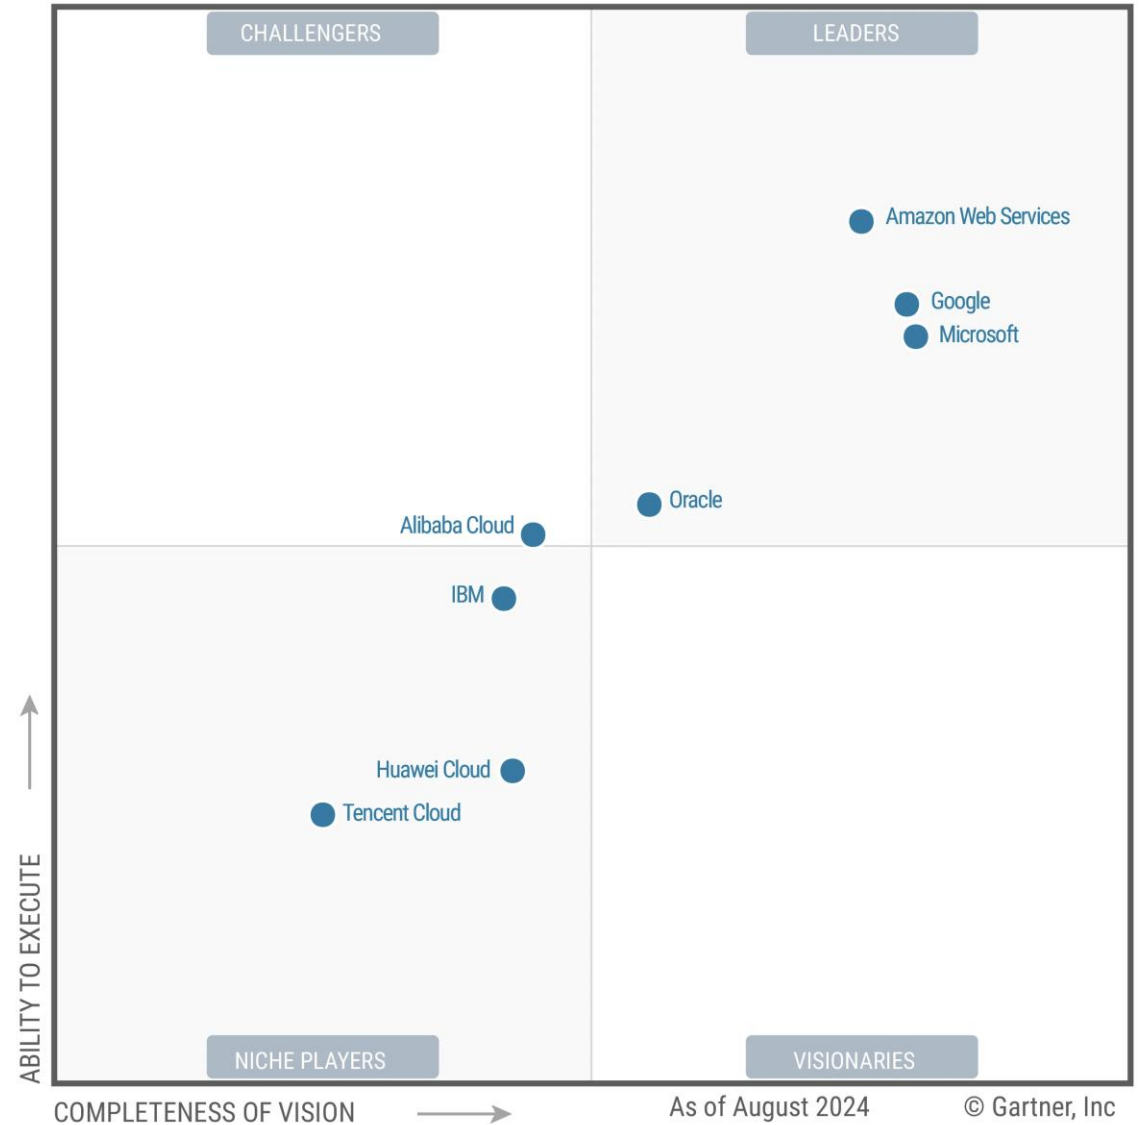 CHALLENGERS
LEADERS
Amazon Web Services
Google
Microsoft
Oracle
Alibaba Cloud
IBM
Huawei Cloud
Tencent Cloud
NICHE PLAYERS
VISIONARIES
ABILITY TO EXECUTE
COMPLETENESS OF VISION
As of August 2024
© Gartner, Inc